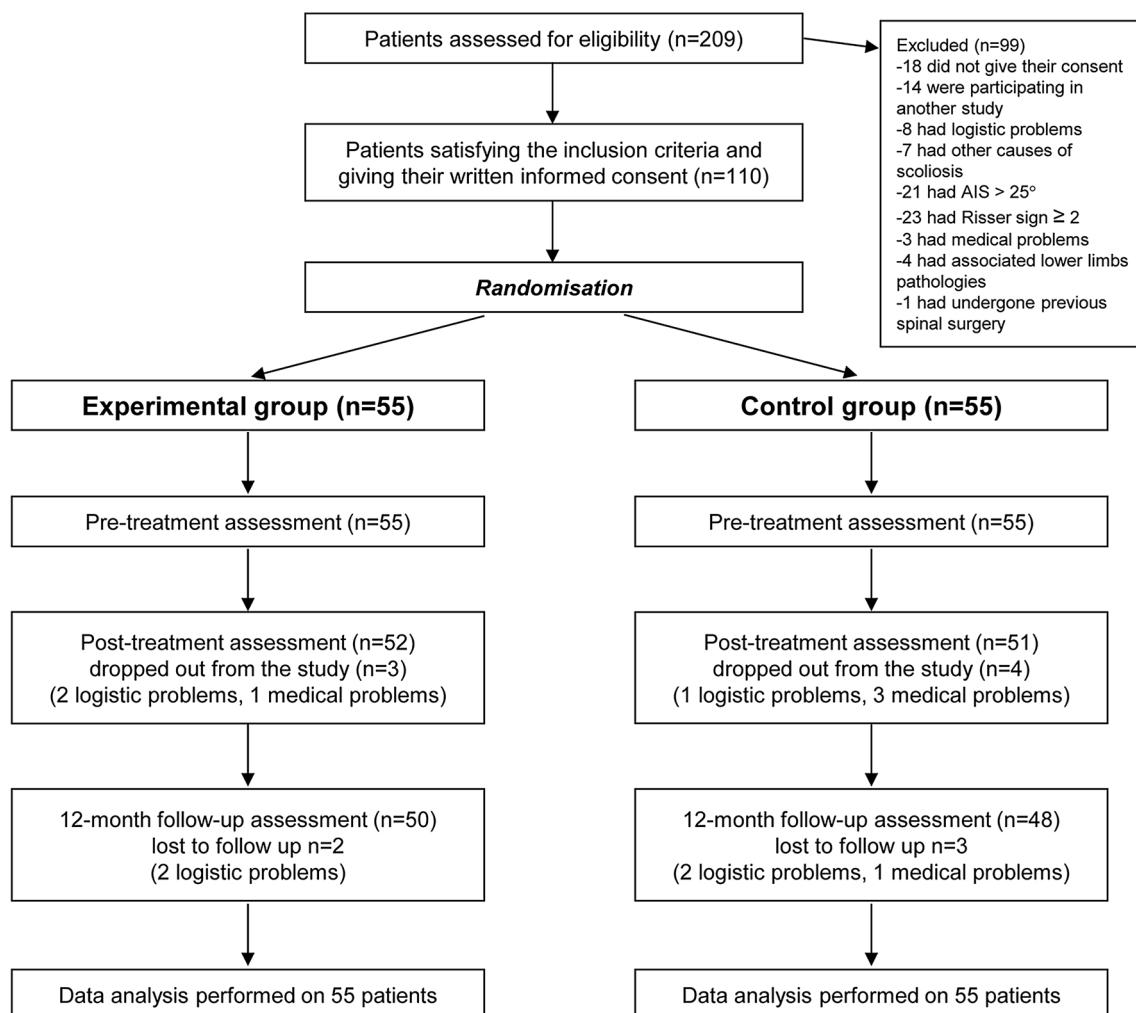 Patients assessed for eligibility (n=209)
Excluded (n=99)
-18 did not give their consent
-14 were participating in
another study
-8 had logistic problems
-7 had other causes of
scoliosis
-21 had AIS > 25°
-23 had Risser sign ≥ 2
-3 had medical problems
-4 had associated lower limbs
pathologies
-1 had undergone previous
spinal surgery
Patients satisfying the inclusion criteria and
giving their written informed consent (n=110)
Randomisation
Experimental group (n=55)
Pre-treatment assessment (n=55)
Post-treatment assessment (n=52)
dropped out from the study (n=3)
(2 logistic problems, 1 medical problems)
12-month follow-up assessment (n=50)
lost to follow up n=2
(2 logistic problems)
Data analysis performed on 55 patients
Control group (n=55)
Pre-treatment assessment (n=55)
Post-treatment assessment (n=51)
dropped out from the study (n=4)
(1 logistic problems, 3 medical problems)
12-month follow-up assessment (n=48)
lost to follow up n=3
(2 logistic problems, 1 medical problems)
Data analysis performed on 55 patients